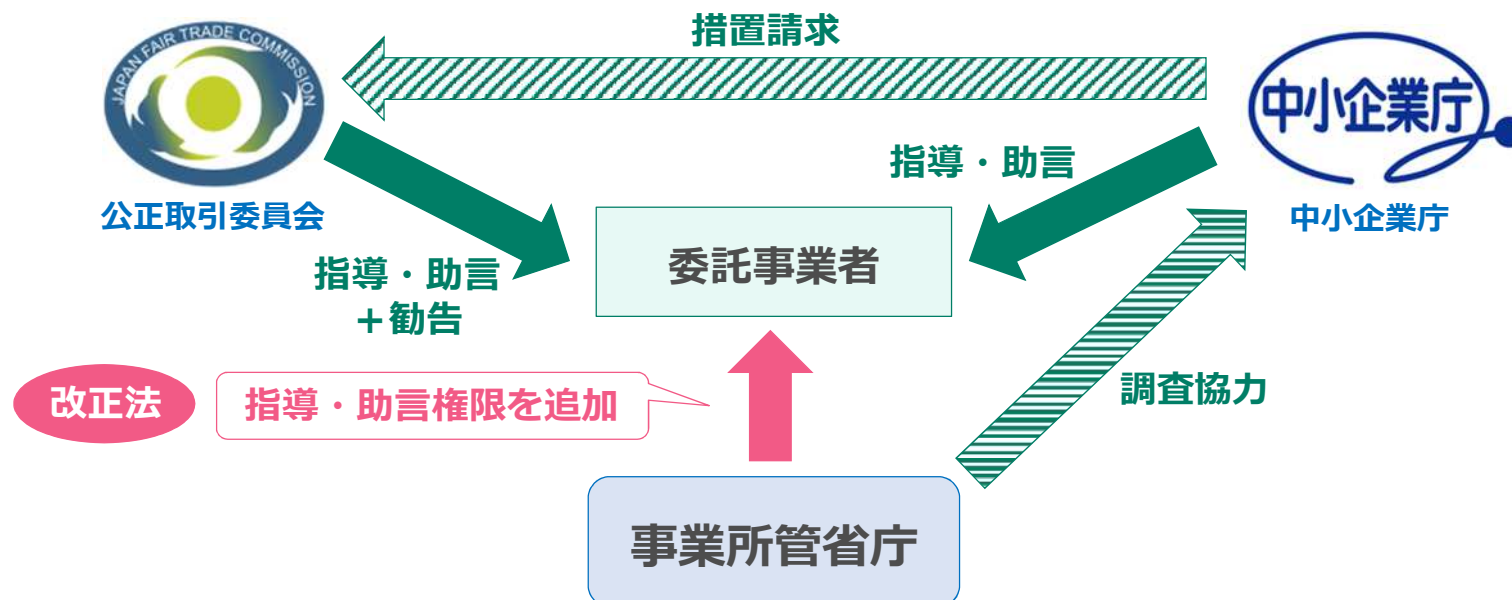 措置請求
JAPAN FAIR TRADE COMMISSION
中小企業庁
指導・助言
公正取引委員会
中小企業庁
委託事業者
指導・助言
+勧告
改正法
指導・助言権限を追加
調査協力
事業所管省庁